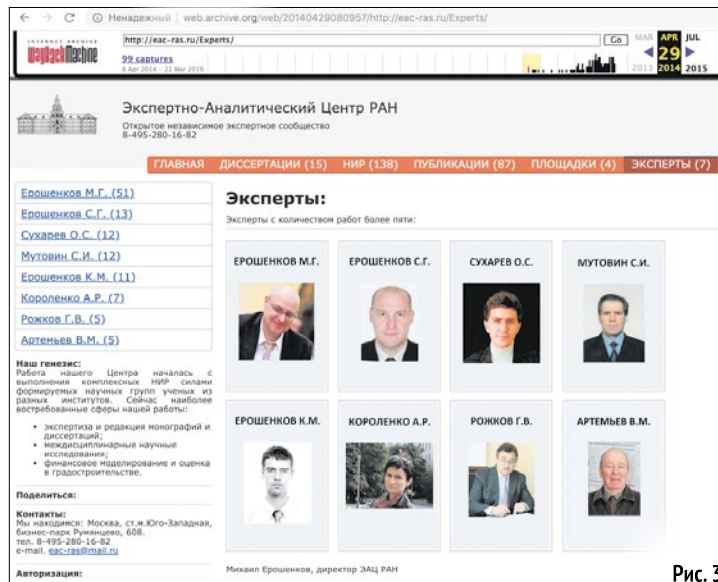 Ненадежный | web.archive.org/web/20140429080957/http://eac-ras.ru/Experts/
INTERNET ARCHIVE
WayBackMachine
http://eac-ras.ru/Experts/
Go
99 captures
8 Apr 2014 – 22 Mar 2019
MAR APR JUL
29
2013 2014 2015
Экспертно-Аналитический Центр РАН
Открытое независимое экспертное сообщество
8-495-280-16-82
ГЛАВНАЯ ДИССЕРТАЦИИ (15) НИР (138) ПУБЛИКАЦИИ (87) ПЛОЩАДКИ (4) ЭКСПЕРТЫ (7)
Ерошенков М.Г. (51)
Ерошенков С.Г. (13)
Сухарев О.С. (12)
Мутовин С.И. (12)
Ерошенков К.М. (11)
Короленко А.Р. (7)
Рожков Г.В. (5)
Артемьев В.М. (5)
Наш генезис:
Работа нашего Центра началась с
выполнения комплексных НИР силами
формируемых научных групп ученых из
разных институтов. Сейчас наиболее
востребованные сферы нашей работы:
• экспертиза и редакция монографий и
диссертаций;
• междисциплинарные научные
исследования;
• финансовое моделирование и оценка
в градостроительстве.
Поделиться:
Контакты:
Мы находимся: Москва, ст.м.Юго-Западная,
бизнес-парк Румянцево, 608.
тел. 8-495-280-16-82
e-mail. eac-ras@mail.ru
Авторизация:
Эксперты:
Эксперты с количеством работ более пяти:
ЕРОШЕНКОВ М.Г. ЕРОШЕНКОВ С.Г. СУХАРЕВ О.С. МУТОВИН С.И.
ЕРОШЕНКОВ К.М. КОРОЛЕНКО А.Р. РОЖКОВ Г.В. АРТЕМЬЕВ В.М.
Михаил Ерошенков, директор ЭАЦ РАН
Рис. 3